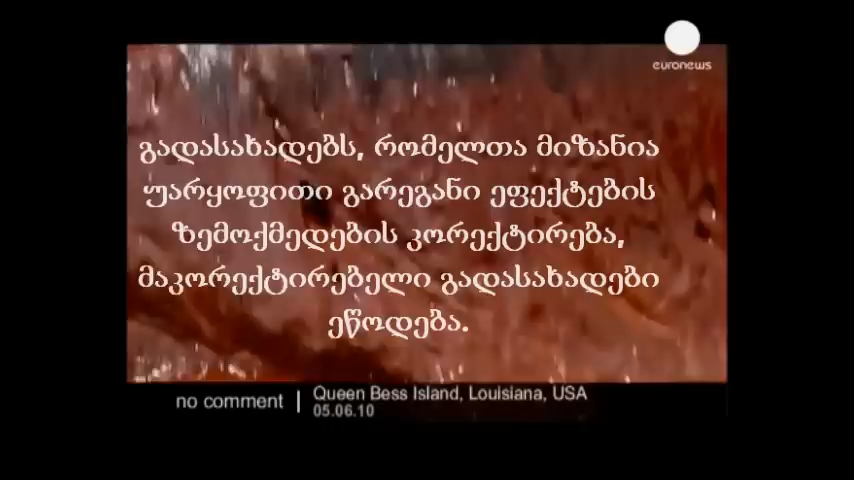 euronews
გადასახადებს, რომელთა მიზანია
უარყოფითი გარეგანი ეფექტების
ზემოქმედების კორექტირება,
მაკორექტირებელი გადასახადები
ეწოდება.
no comment | Queen Bess Island, Louisiana, USA
05.06.10